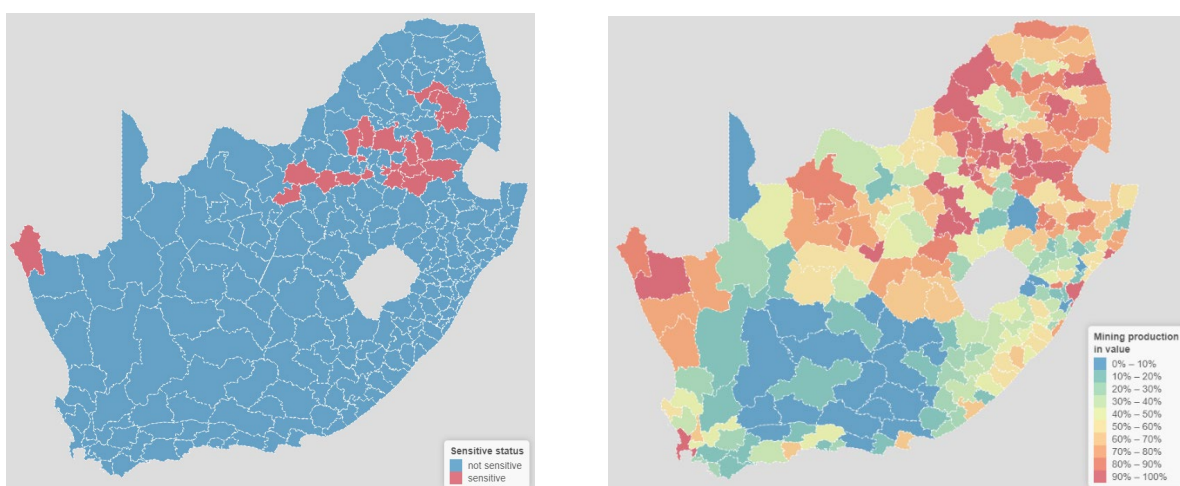 Sensitive status
not sensitive
sensitive
Mining production
in value
0% – 10%
10% – 20%
20% – 30%
30% – 40%
40% – 50%
50% – 60%
60% – 70%
70% – 80%
80% – 90%
90% – 100%